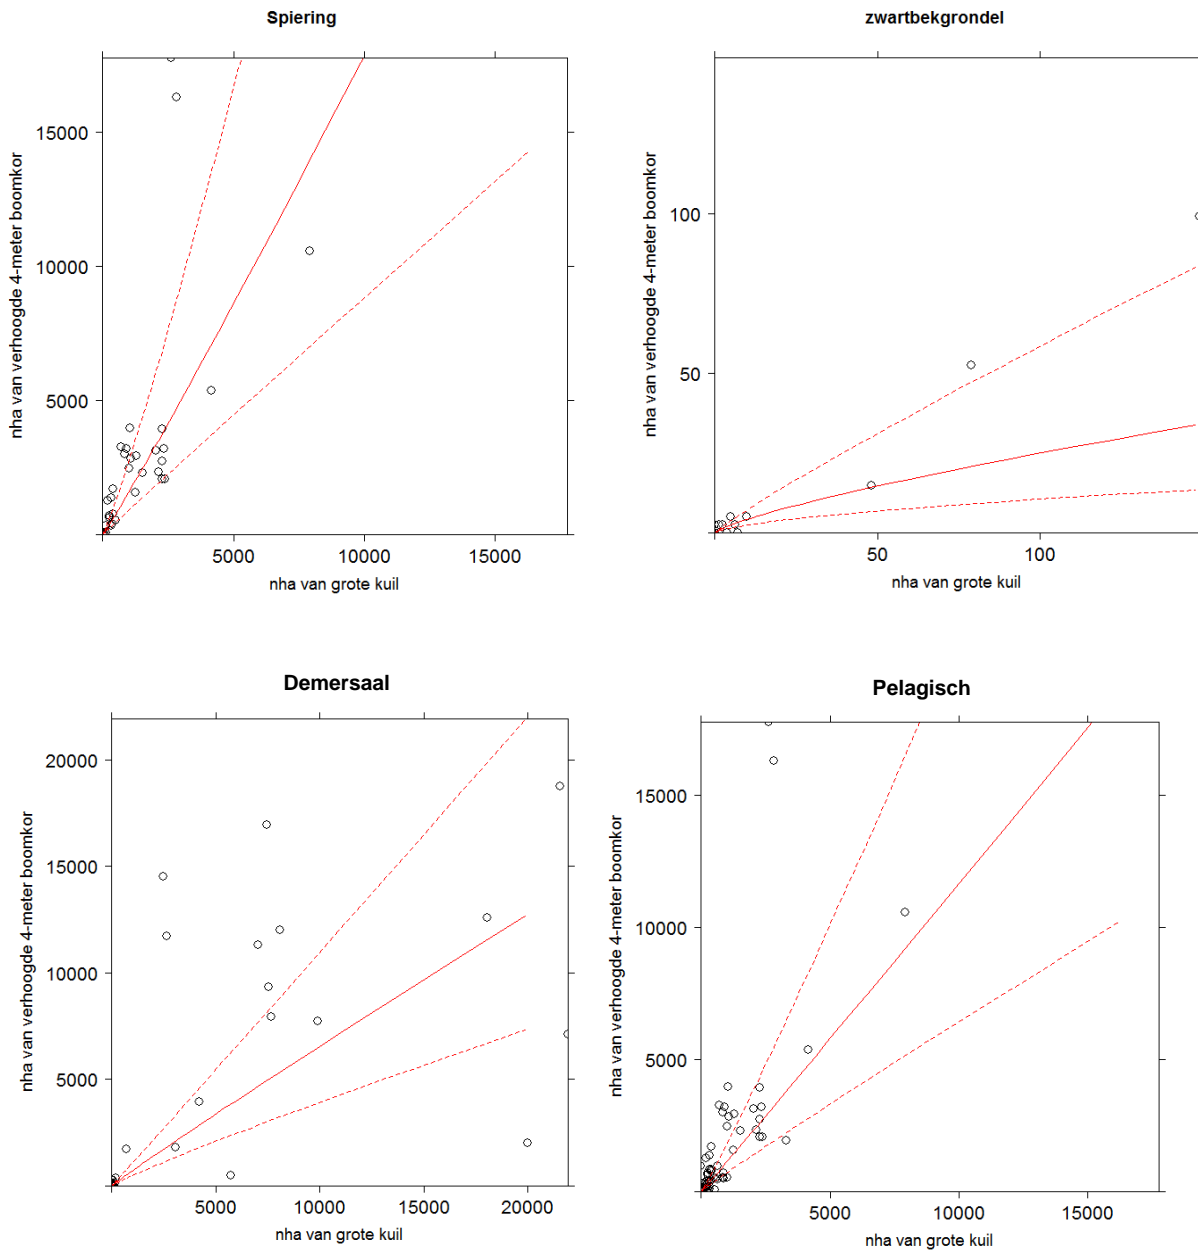 Spiering
nha van verhoogde 4-meter boomkor
15000
10000
5000
5000 10000 15000
nha van grote kuil
zwartbekgrondel
nha van verhoogde 4-meter boomkor
100
50
50 100
nha van grote kuil
Demersaal
nha van verhoogde 4-meter boomkor
20000
15000
10000
5000
5000 10000 15000 20000
nha van grote kuil
Pelagisch
nha van verhoogde 4-meter boomkor
15000
10000
5000
5000 10000 15000
nha van grote kuil